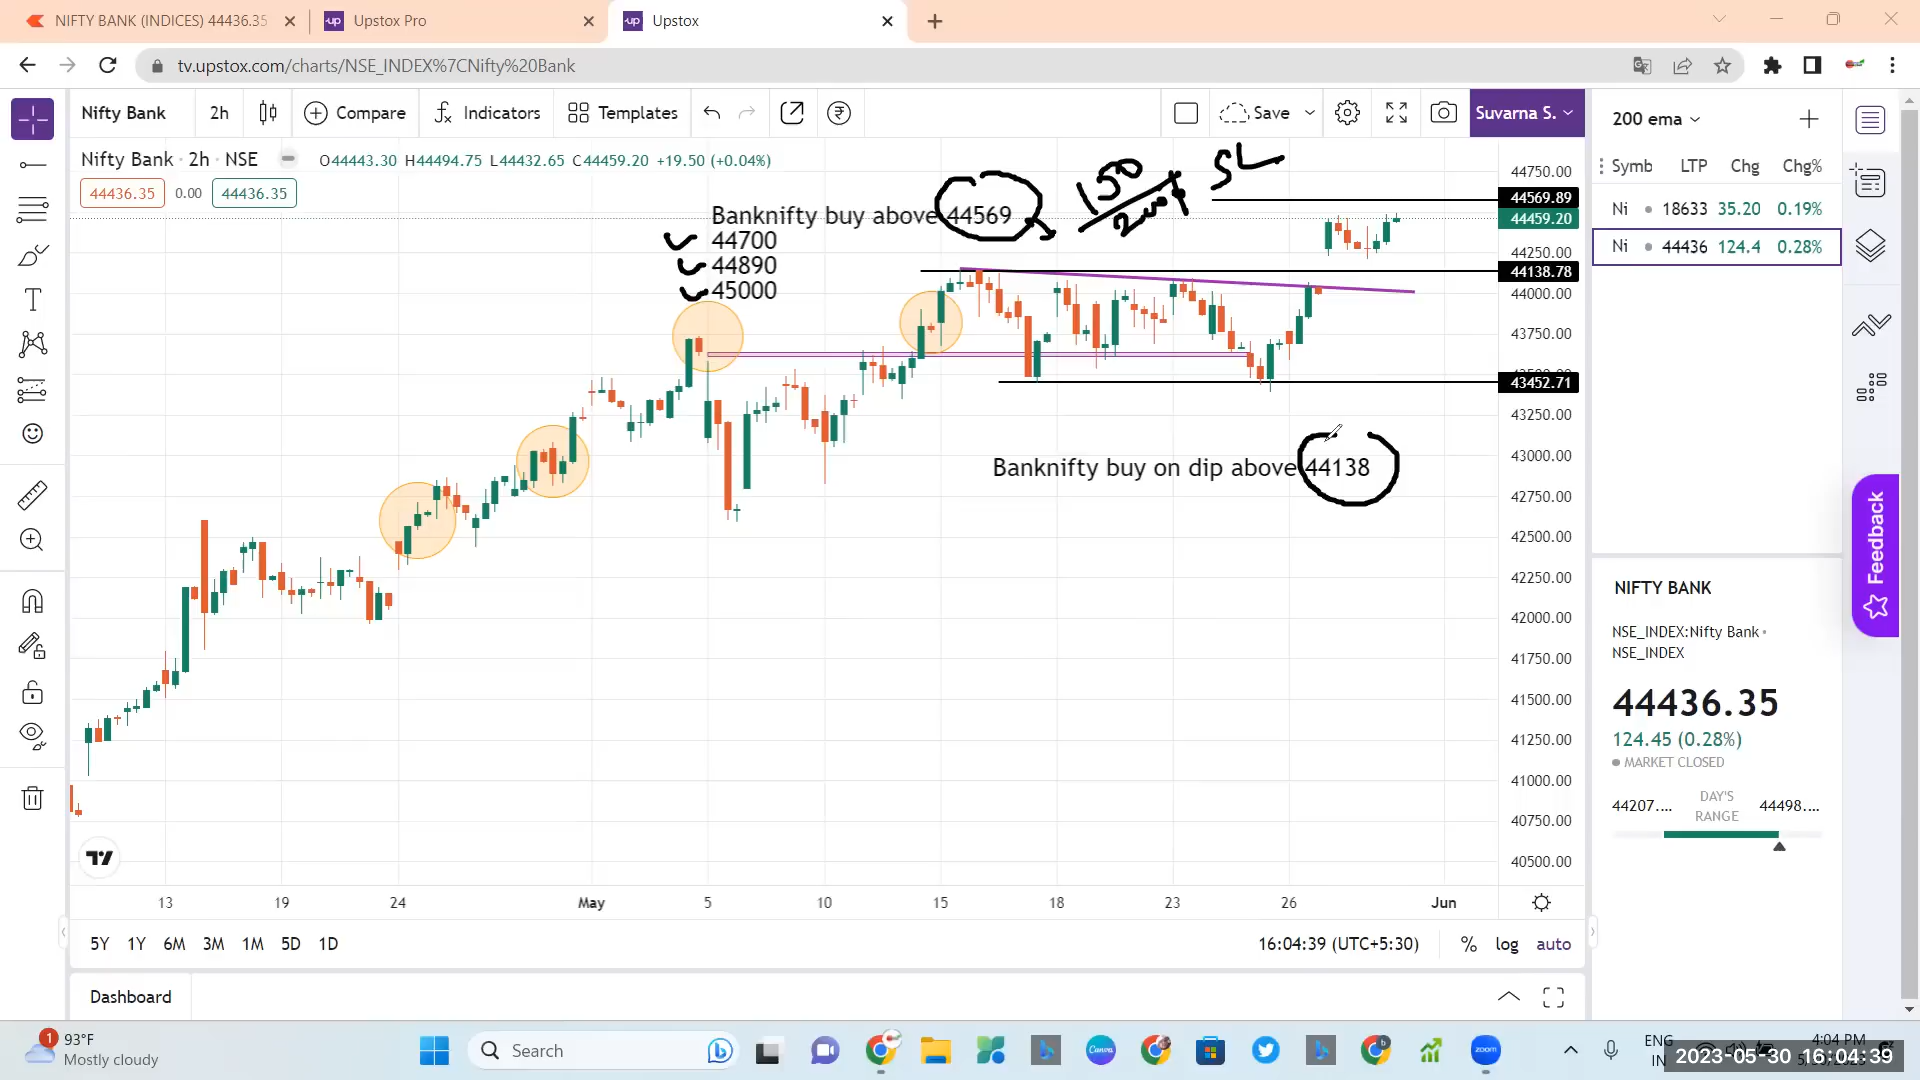 NIFTY BANK (INDICES) 44436.35
Upstox Pro
Upstox
tv.upstox.com/charts/NSE_INDEX%7CNifty%20Bank
Nifty Bank 2h Compare Indicators Templates Save Suvarna S.
Nifty Bank · 2h · NSE O44443.30 H44494.75 L44432.65 C44459.20 +19.50 (+0.04%)
44436.35 0.00 44436.35
Banknifty buy above 44569
44700
44890
45000
150
SL
Banknifty buy on dip above 44138
44750.00
44569.89
44459.20
44250.00
44138.78
44000.00
43750.00
43452.71
43250.00
43000.00
42750.00
42500.00
42250.00
42000.00
41750.00
41500.00
41250.00
41000.00
40750.00
40500.00
13 19 24 May 5 10 15 18 23 26 Jun
5Y 1Y 6M 3M 1M 5D 1D
16:04:39 (UTC+5:30) % log auto
Dashboard
200 ema
Symb LTP Chg Chg%
Ni 18633 35.20 0.19%
Ni 44436 124.4 0.28%
Feedback
NIFTY BANK
NSE_INDEX:Nifty Bank •
NSE_INDEX
44436.35
124.45 (0.28%)
MARKET CLOSED
44207.... DAY'S RANGE 44498....
1
93°F
Mostly cloudy
Search
Canva
zoom
ENG
IN
4:04 PM
2023-05-30 16:04:39